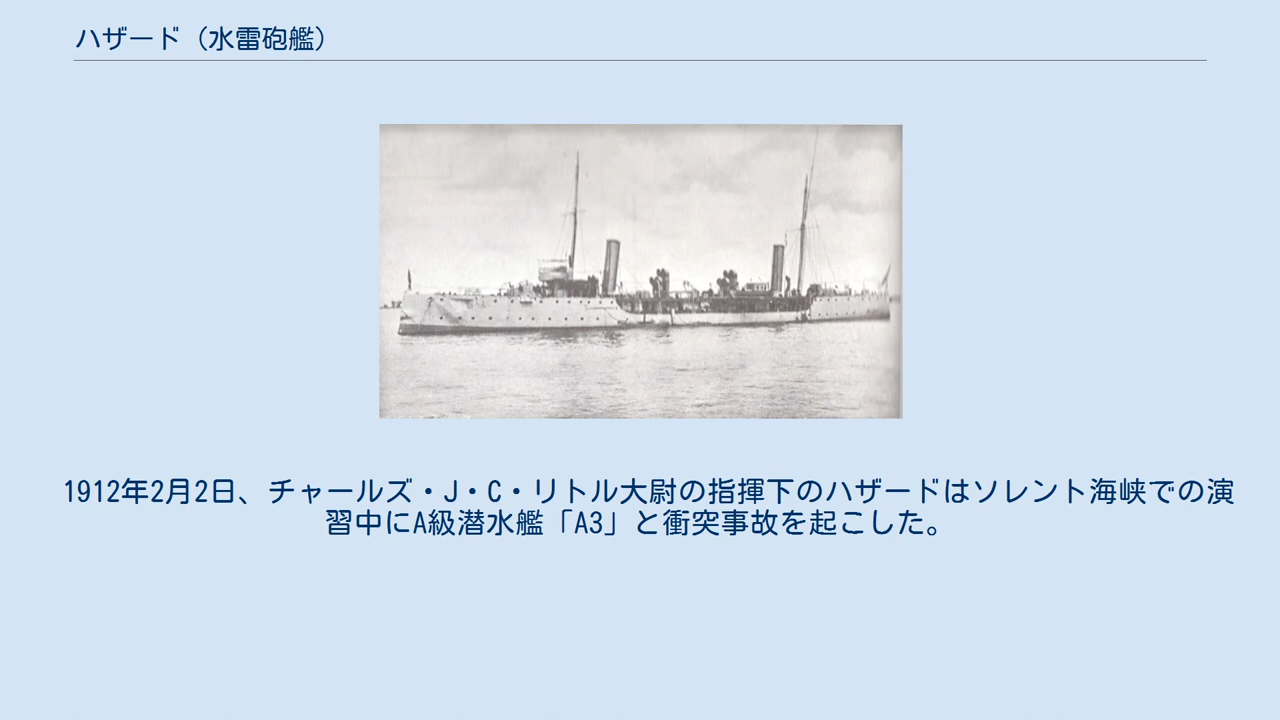 ハザード（水雷砲艦）
1912年2月2日、チャールズ・J・C・リトル大尉の指揮下のハザードはソレント海峡での演
習中にA級潜水艦「A3」と衝突事故を起こした。